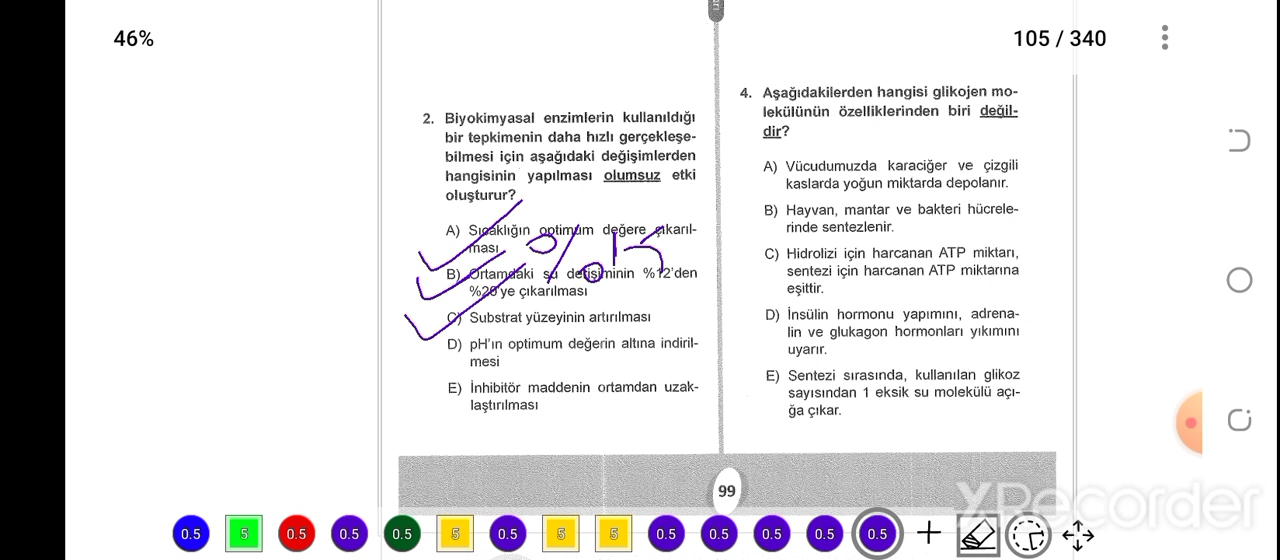 46%
105 / 340
2. Biyokimyasal enzimlerin kullanıldığı
bir tepkimenin daha hızlı gerçekleşe-
bilmesi için aşağıdaki değişimlerden
hangisinin yapılması olumsuz etki
oluşturur?
A) Sıcaklığın optimum değere çıkarıl-
ması
B) Ortamdaki su değişiminin %12'den
%20'ye çıkarılması
C) Substrat yüzeyinin artırılması
D) pH'ın optimum değerin altına indiril-
mesi
E) İnhibitör maddenin ortamdan uzak-
laştırılması
%15
4. Aşağıdakilerden hangisi glikojen mo-
lekülünün özelliklerinden biri değil-
dir?
A) Vücudumuzda karaciğer ve çizgili
kaslarda yoğun miktarda depolanır.
B) Hayvan, mantar ve bakteri hücrele-
rinde sentezlenir.
C) Hidrolizi için harcanan ATP miktarı,
sentezi için harcanan ATP miktarına
eşittir.
D) İnsülin hormonu yapımını, adrena-
lin ve glukagon hormonları yıkımını
uyarır.
E) Sentezi sırasında, kullanılan glikoz
sayısından 1 eksik su molekülü açı-
ğa çıkar.
99
XRecorder
0.5 5 0.5 0.5 0.5 5 0.5 5 5 0.5 0.5 0.5 0.5 0.5